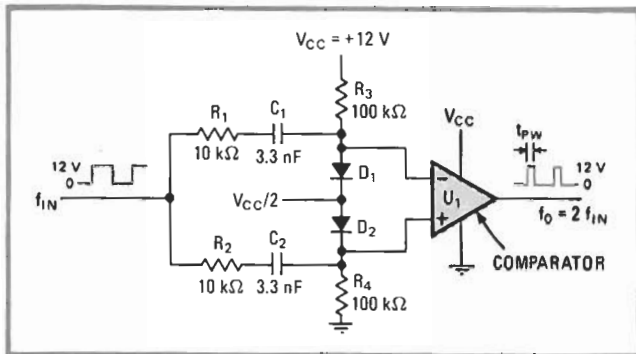 V_CC = +12 V
R_3
100 kΩ
R_1
10 kΩ
C_1
3.3 nF
12 V
0
f_IN
D_1
V_CC/2
D_2
R_2
10 kΩ
C_2
3.3 nF
R_4
100 kΩ
V_CC
−
U_1
+
t_PW
12 V
0
f_O = 2 f_IN
COMPARATOR